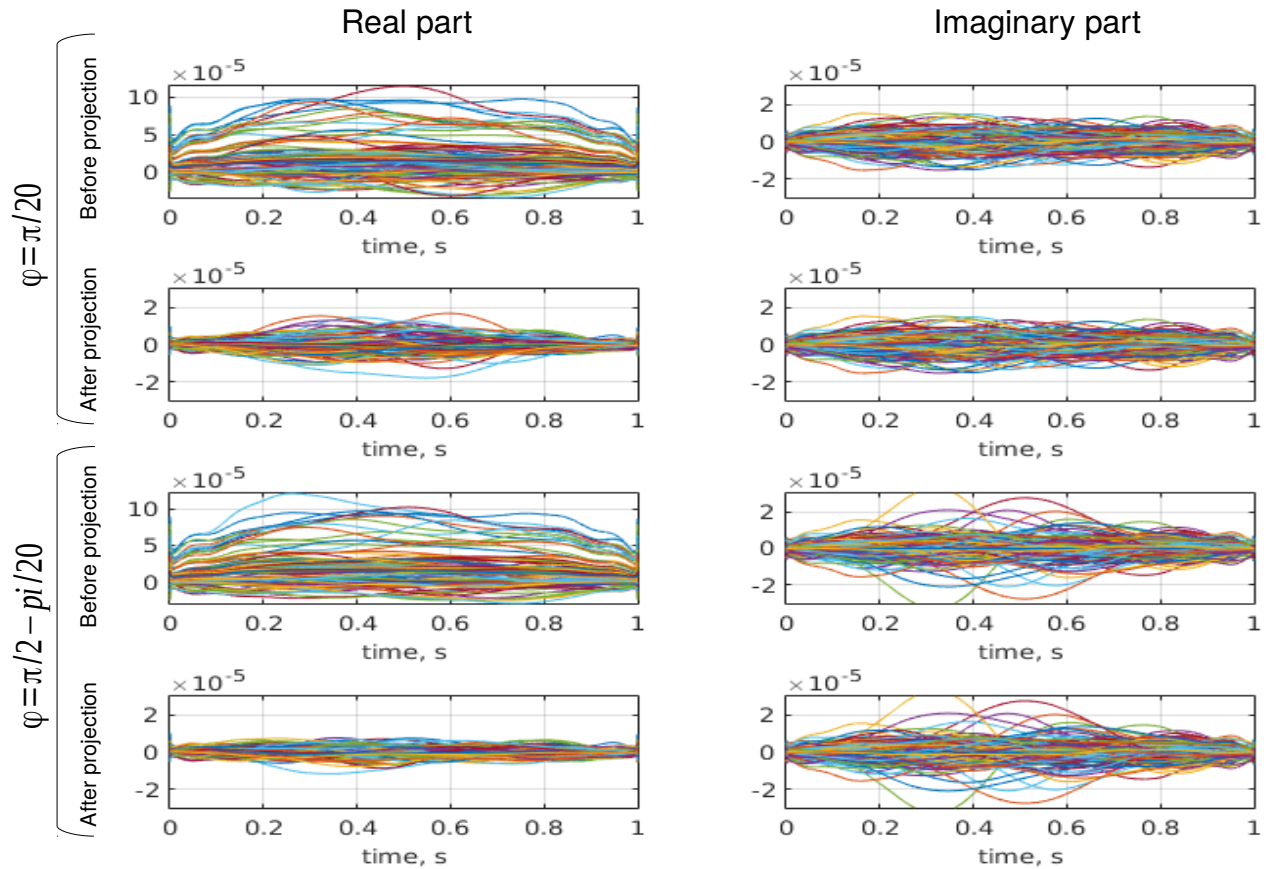 Real part
Imaginary part
φ=π/20
Before projection
× 10-5
10
5
0
0 0.2 0.4 0.6 0.8 1
time, s
× 10-5
2
0
-2
0 0.2 0.4 0.6 0.8 1
time, s
After projection
× 10-5
2
0
-2
0 0.2 0.4 0.6 0.8 1
time, s
× 10-5
2
0
-2
0 0.2 0.4 0.6 0.8 1
time, s
φ=π/2−pi/20
Before projection
× 10-5
10
5
0
0 0.2 0.4 0.6 0.8 1
time, s
× 10-5
2
0
-2
0 0.2 0.4 0.6 0.8 1
time, s
After projection
× 10-5
2
0
-2
0 0.2 0.4 0.6 0.8 1
time, s
× 10-5
2
0
-2
0 0.2 0.4 0.6 0.8 1
time, s